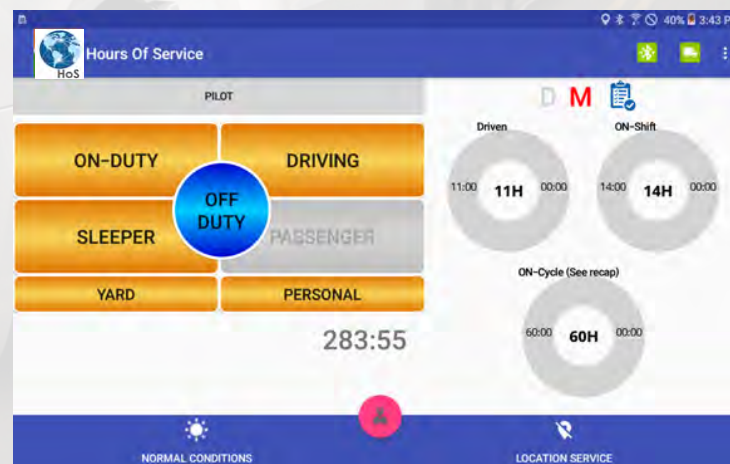 40% 3:43 P
HoS
Hours Of Service
PILOT
D M
ON-DUTY
DRIVING
OFF
DUTY
SLEEPER
PASSENGER
YARD
PERSONAL
283:55
Driven
11:00 11H 00:00
ON-Shift
14:00 14H 00:00
ON-Cycle (See recap)
60:00 60H 00:00
NORMAL CONDITIONS
LOCATION SERVICE